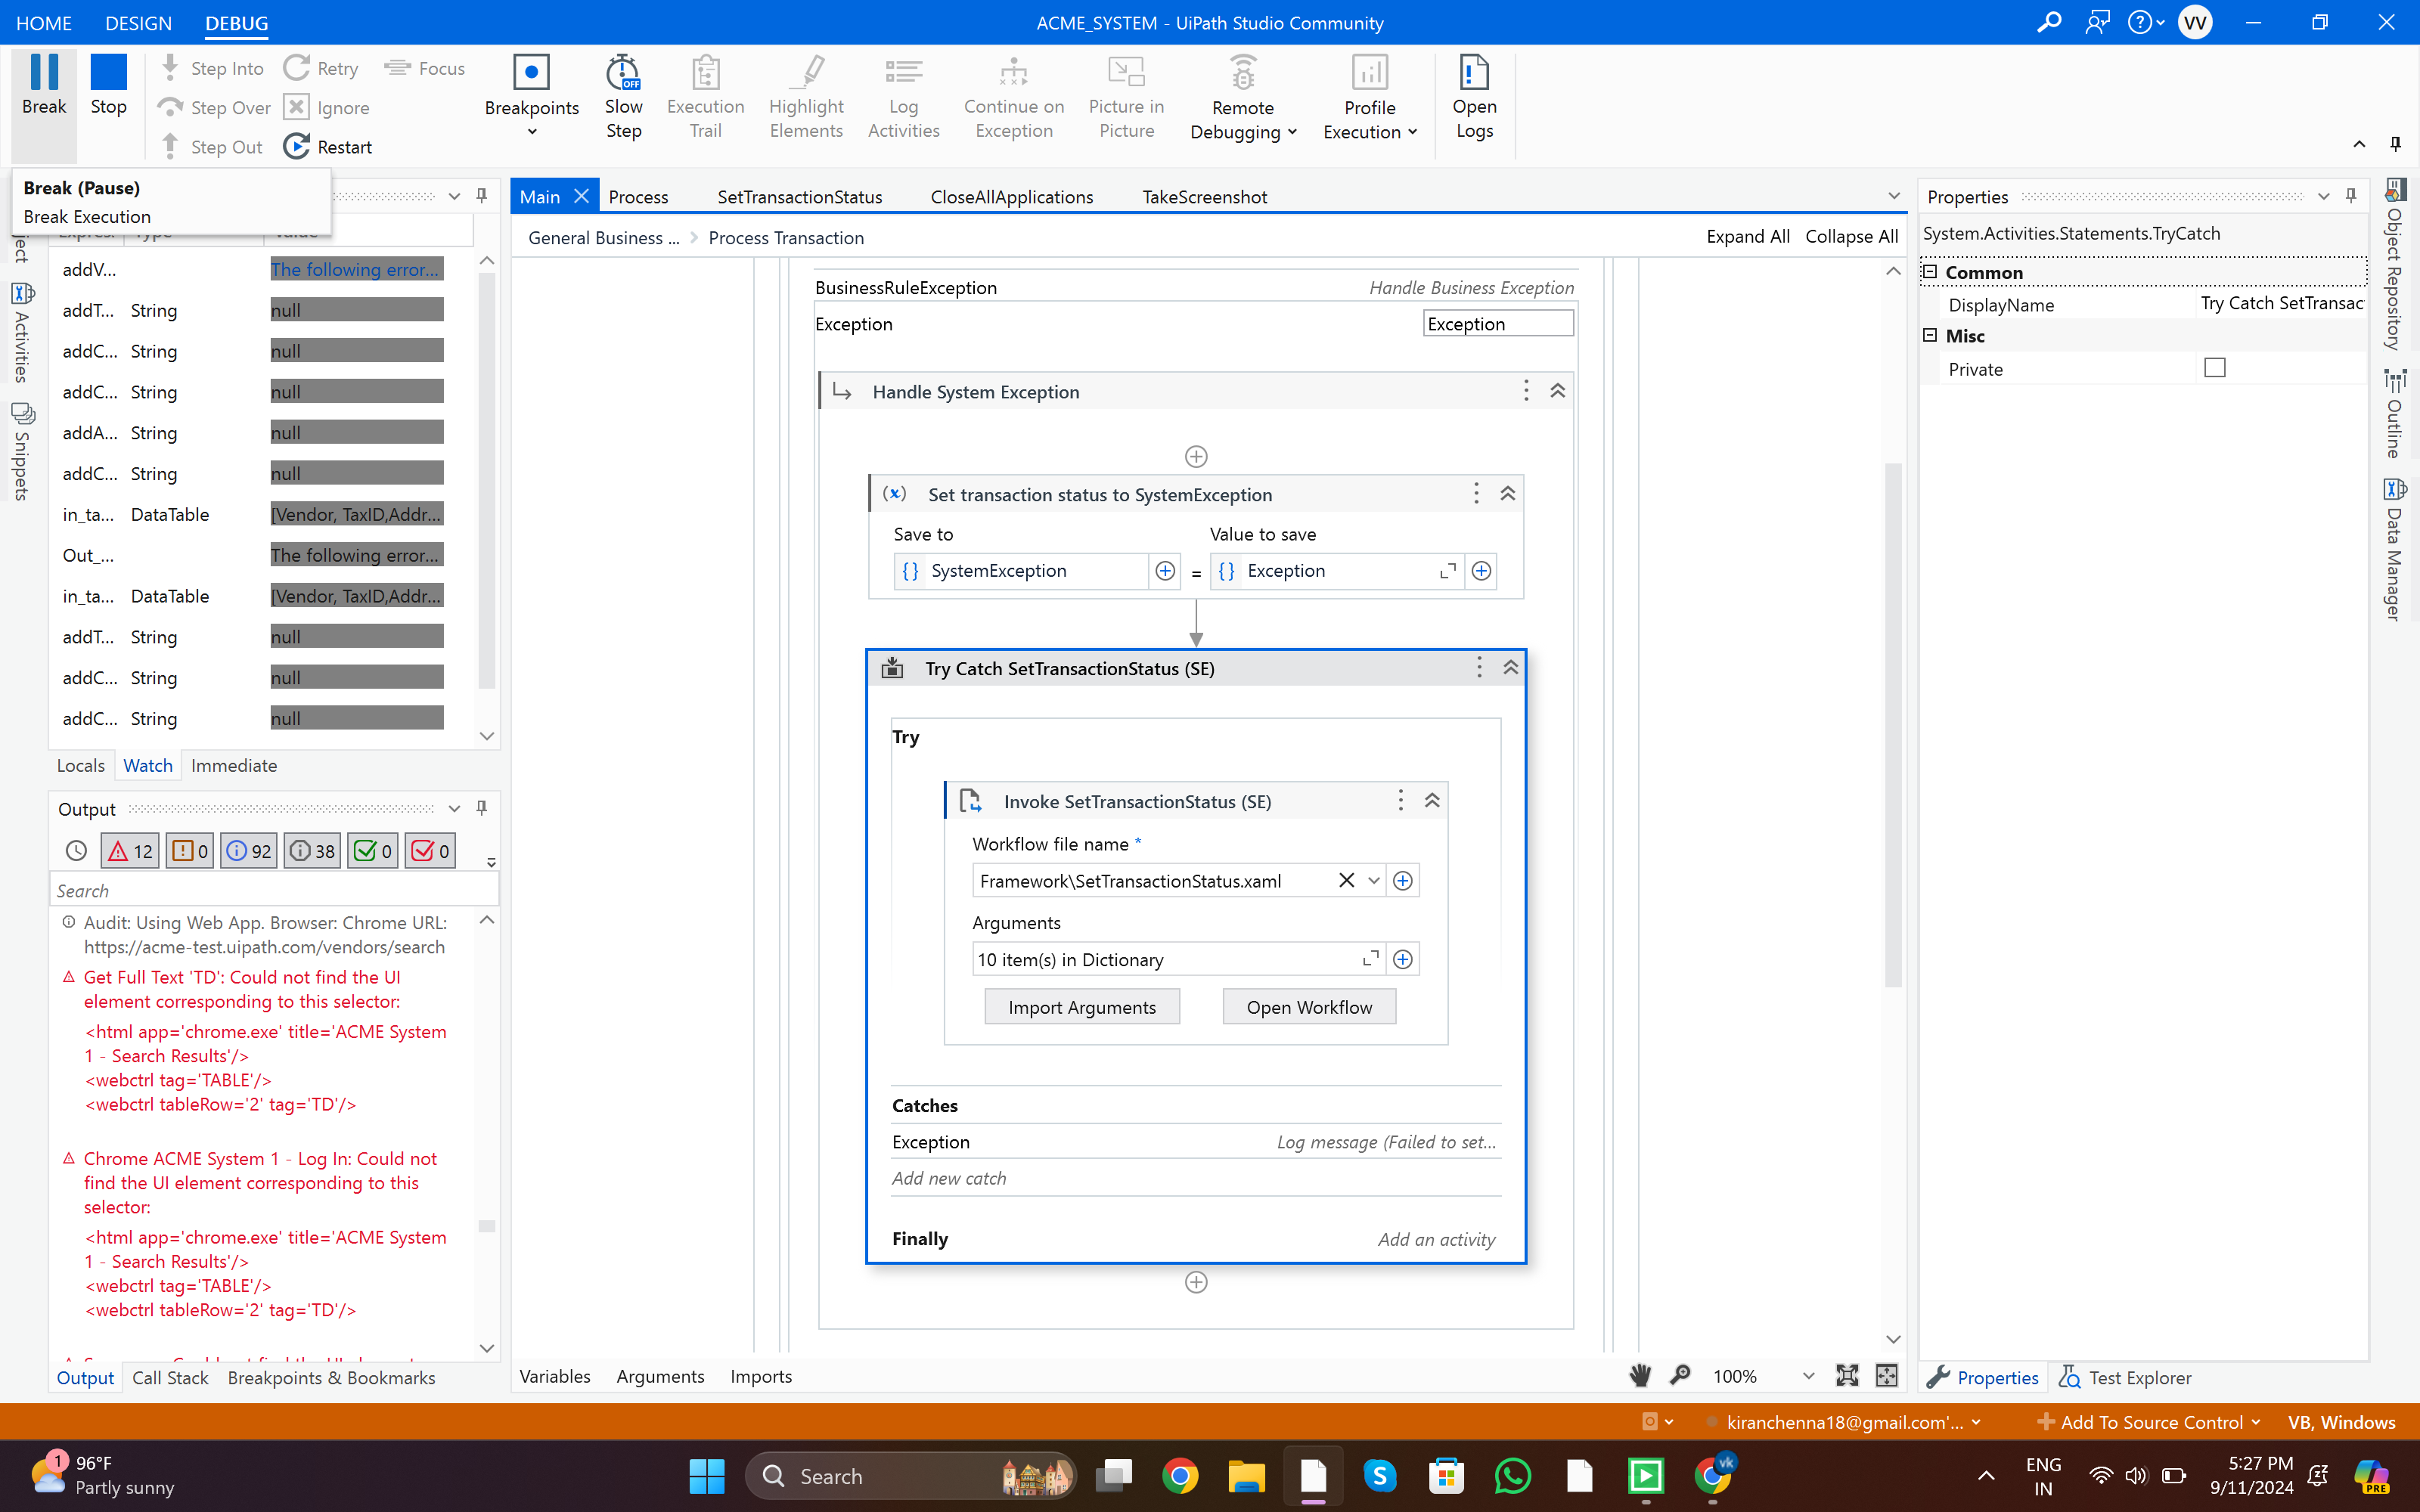 HOME DESIGN DEBUG
ACME_SYSTEM - UiPath Studio Community
VV
Break
Stop
Step Into
Retry
Focus
Step Over
Ignore
Step Out
Restart
Breakpoints
Slow
Step
Execution
Trail
Highlight
Elements
Log
Activities
Continue on
Exception
Picture in
Picture
Remote
Debugging
Profile
Execution
Open
Logs
Break (Pause)
Break Execution
Activities
Snippets
addV... The following error...
addT... String null
addC... String null
addC... String null
addA... String null
addC... String null
in_ta... DataTable [Vendor, TaxID,Addr...
Out_... The following error...
in_ta... DataTable [Vendor, TaxID,Addr...
addT... String null
addC... String null
addC... String null
Locals Watch Immediate
Output
12 0 92 38 0 0
Search
Audit: Using Web App. Browser: Chrome URL:
https://acme-test.uipath.com/vendors/search
Get Full Text 'TD': Could not find the UI
element corresponding to this selector:
<html app='chrome.exe' title='ACME System
1 - Search Results'/>
<webctrl tag='TABLE'/>
<webctrl tableRow='2' tag='TD'/>
Chrome ACME System 1 - Log In: Could not
find the UI element corresponding to this
selector:
<html app='chrome.exe' title='ACME System
1 - Search Results'/>
<webctrl tag='TABLE'/>
<webctrl tableRow='2' tag='TD'/>
Output Call Stack Breakpoints & Bookmarks
Main Process SetTransactionStatus CloseAllApplications TakeScreenshot
General Business ... > Process Transaction
Expand All Collapse All
BusinessRuleException Handle Business Exception
Exception Exception
Handle System Exception
(x) Set transaction status to SystemException
Save to Value to save
{} SystemException = {} Exception
Try Catch SetTransactionStatus (SE)
Try
Invoke SetTransactionStatus (SE)
Workflow file name *
Framework\SetTransactionStatus.xaml
Arguments
10 item(s) in Dictionary
Import Arguments Open Workflow
Catches
Exception Log message (Failed to set...
Add new catch
Finally Add an activity
Variables Arguments Imports
100%
Properties
System.Activities.Statements.TryCatch
Common
DisplayName Try Catch SetTransac
Misc
Private
Properties Test Explorer
Object Repository
Outline
Data Manager
kiranchenna18@gmail.com'...
Add To Source Control
VB, Windows
1
96°F
Partly sunny
Search
vk
ENG
IN
5:27 PM
9/11/2024
PRE